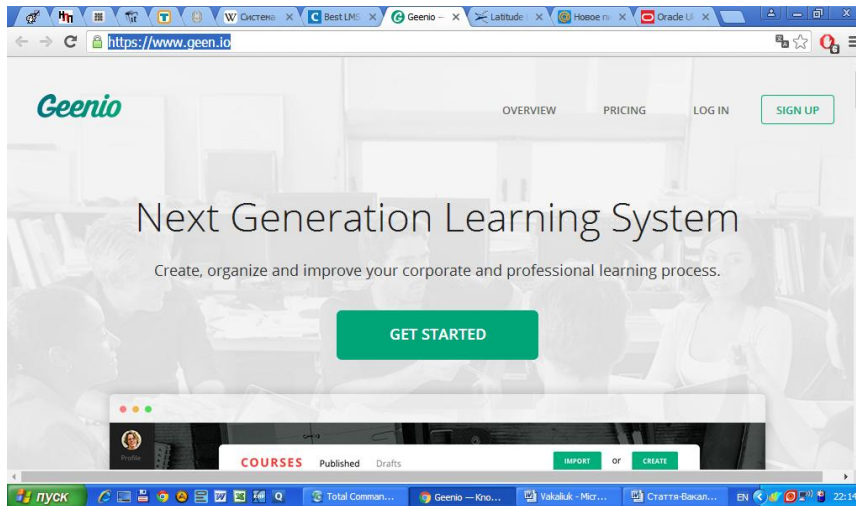 W Система
C Best LMS
Geenio –
Latitude
Новое п
Oracle U
https://www.geen.io
Geenio
OVERVIEW PRICING LOG IN SIGN UP
Next Generation Learning System
Create, organize and improve your corporate and professional learning process.
GET STARTED
Profile
COURSES Published Drafts IMPORT or CREATE
пуск Total Comman... Geenio — Kno... Vakaliuk - Micr... Стаття-Вакал... EN 22:14